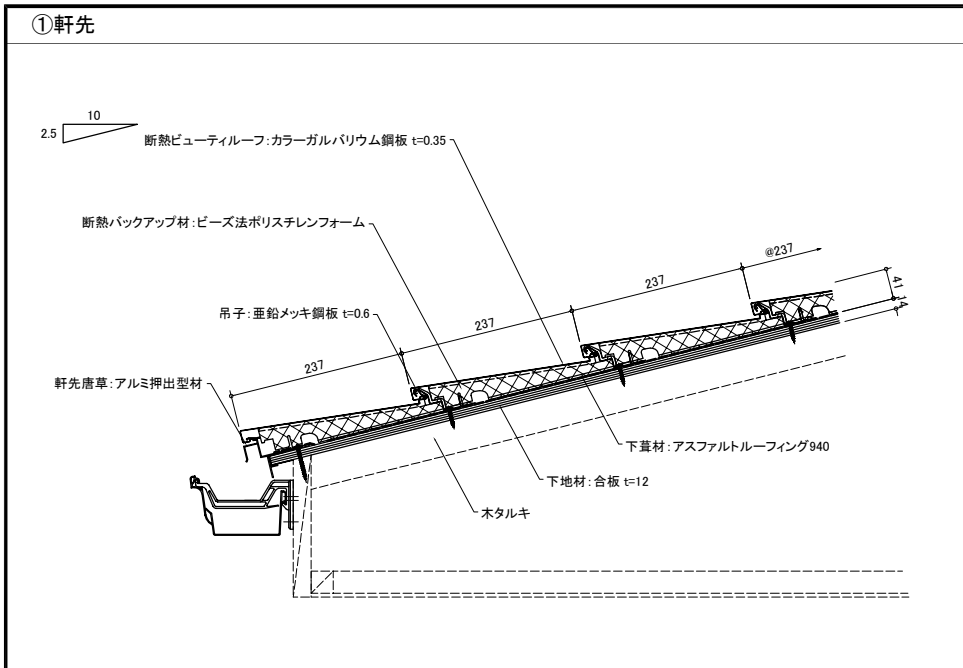 ①軒先
10
2.5
断熱ビューティルーフ:カラーガルバリウム鋼板 t=0.35
断熱バックアップ材:ビーズ法ポリスチレンフォーム
@237
237
41
14
吊子:亜鉛メッキ鋼板 t=0.6
237
237
軒先唐草:アルミ押出型材
下葺材:アスファルトルーフィング940
下地材:合板 t=12
木タルキ